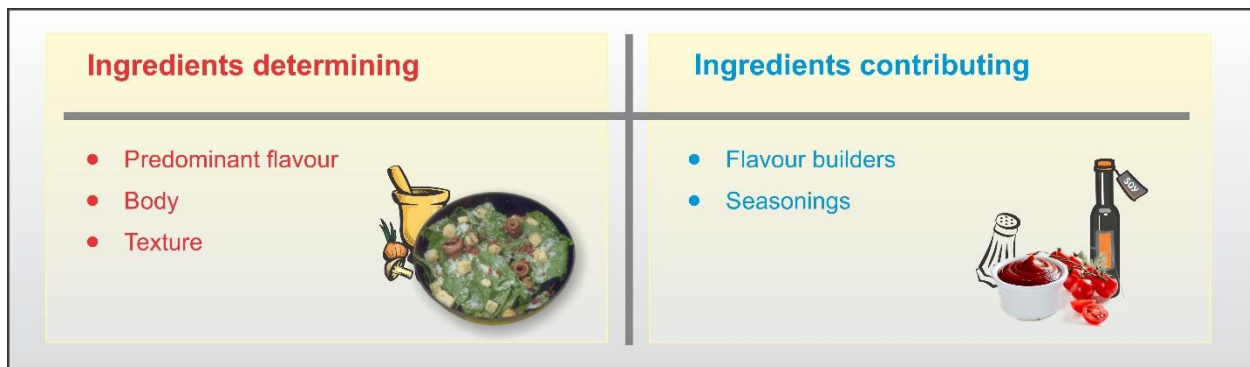 Ingredients determining
• Predominant flavour
• Body
• Texture
Ingredients contributing
• Flavour builders
• Seasonings
SOY